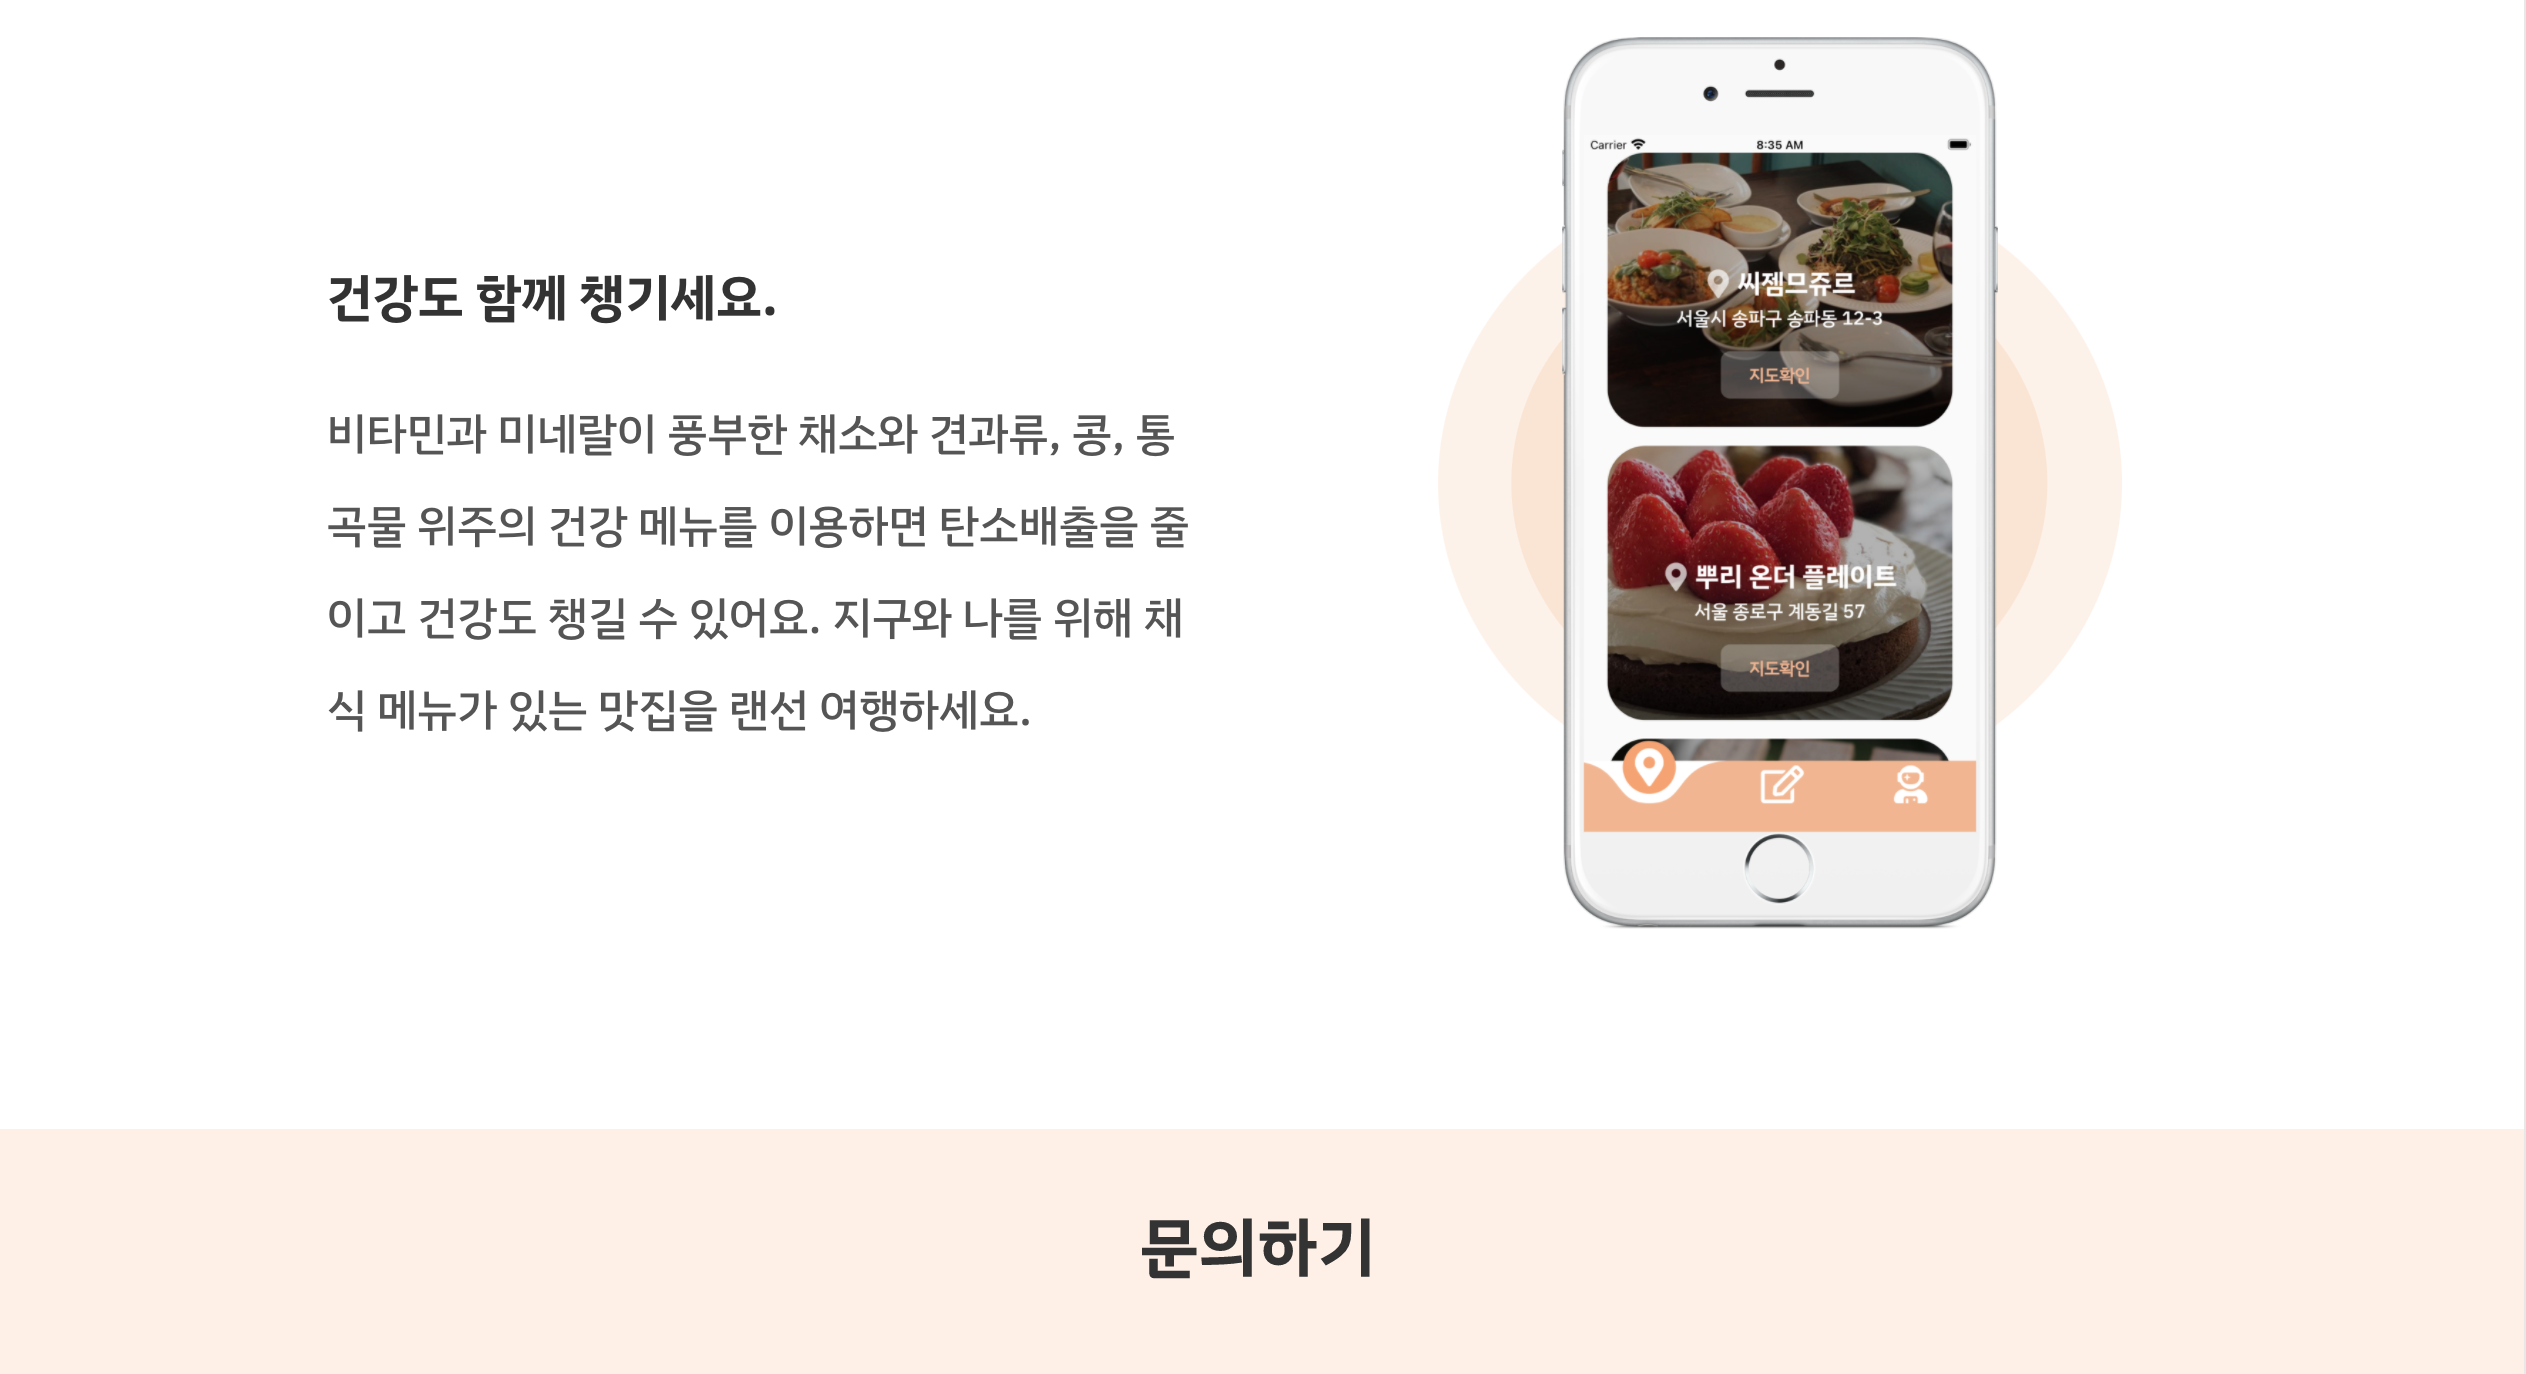 건강도 함께 챙기세요.
비타민과 미네랄이 풍부한 채소와 견과류, 콩, 통
곡물 위주의 건강 메뉴를 이용하면 탄소배출을 줄
이고 건강도 챙길 수 있어요. 지구와 나를 위해 채
식 메뉴가 있는 맛집을 랜선 여행하세요.
Carrier
8:35 AM
씨젬므쥬르
서울시 송파구 송파동 12-3
지도확인
뿌리 온더 플레이트
서울 종로구 계동길 57
지도확인
문의하기